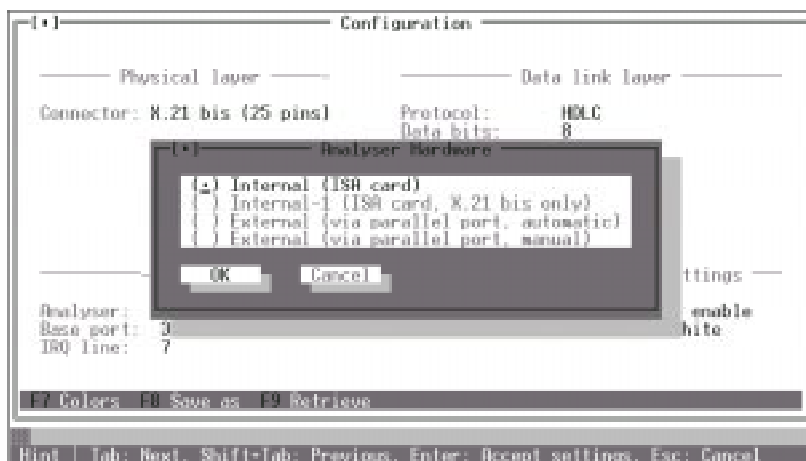 [•] Configuration
Physical layer Data link layer
Connector: X.21 bis (25 pins) Protocol: HDLC
Data bits: 8
[•] Analyser Hardware
(•) Internal (ISA card)
( ) Internal-1 (ISA card, X.21 bis only)
( ) External (via parallel port, automatic)
( ) External (via parallel port, manual)
OK Cancel
ttings
Analyser: enable
Base port: 3 hite
IRQ line: 7
F7 Colors F8 Save as F9 Retrieve
Hint | Tab: Next, Shift+Tab: Previous, Enter: Accept settings, Esc: Cancel